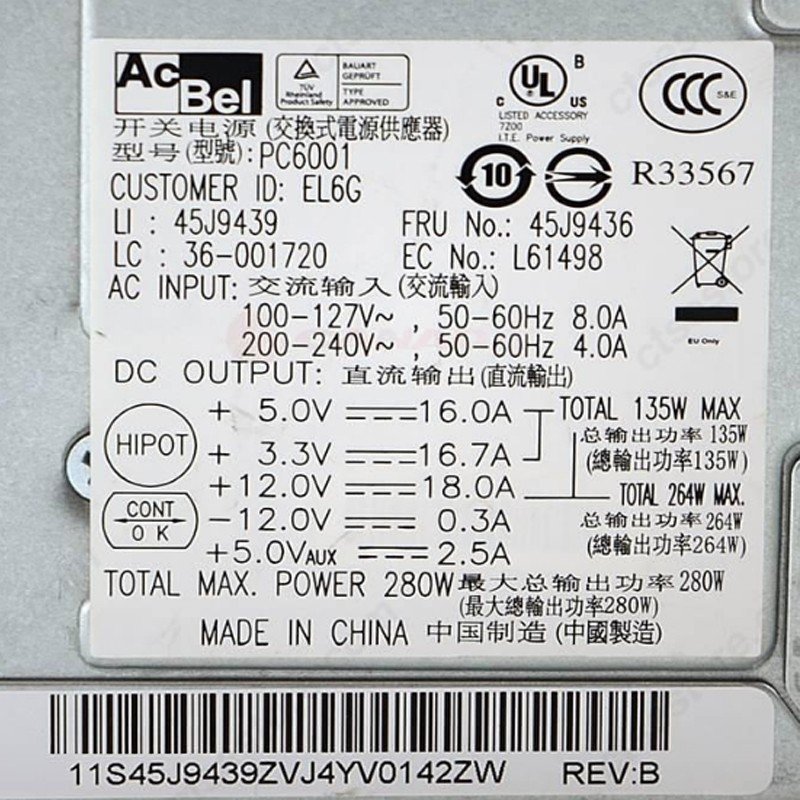 AcBel
TÜV Rheinland Product Safety
BAUART GEPRÜFT
TYPE APPROVED
UL
C US
B
LISTED ACCESSORY
7Z00
I.T.E. Power Supply
CCC S&E
开关电源 (交換式電源供應器)
型号 (型號): PC6001
10
R33567
CUSTOMER ID: EL6G
LI : 45J9439 FRU No.: 45J9436
LC : 36-001720 EC No.: L61498
AC INPUT: 交流输入 (交流輸入)
100-127V~ , 50-60Hz 8.0A
200-240V~ , 50-60Hz 4.0A
EU Only
DC OUTPUT: 直流输出 (直流輸出)
HIPOT
+ 5.0V 16.0A TOTAL 135W MAX
总输出功率 135W
+ 3.3V 16.7A (總輸出功率135W)
+12.0V 18.0A TOTAL 264W MAX.
CONT
O K
-12.0V 0.3A 总输出功率 264W
+5.0VAUX 2.5A (總輸出功率264W)
TOTAL MAX. POWER 280W 最大总输出功率 280W
(最大總輸出功率280W)
MADE IN CHINA 中国制造 (中國製造)
11S45J9439ZVJ4YV0142ZW REV:B